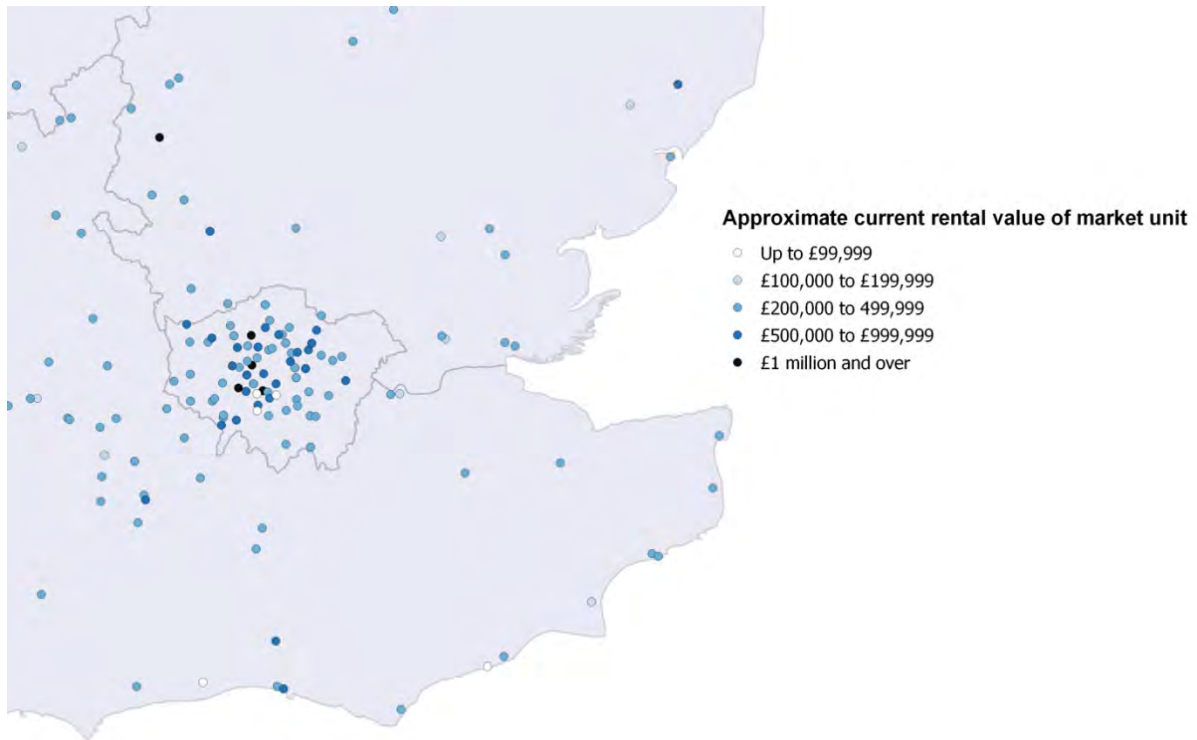 Approximate current rental value of market unit
Up to £99,999
£100,000 to £199,999
£200,000 to 499,999
£500,000 to £999,999
£1 million and over